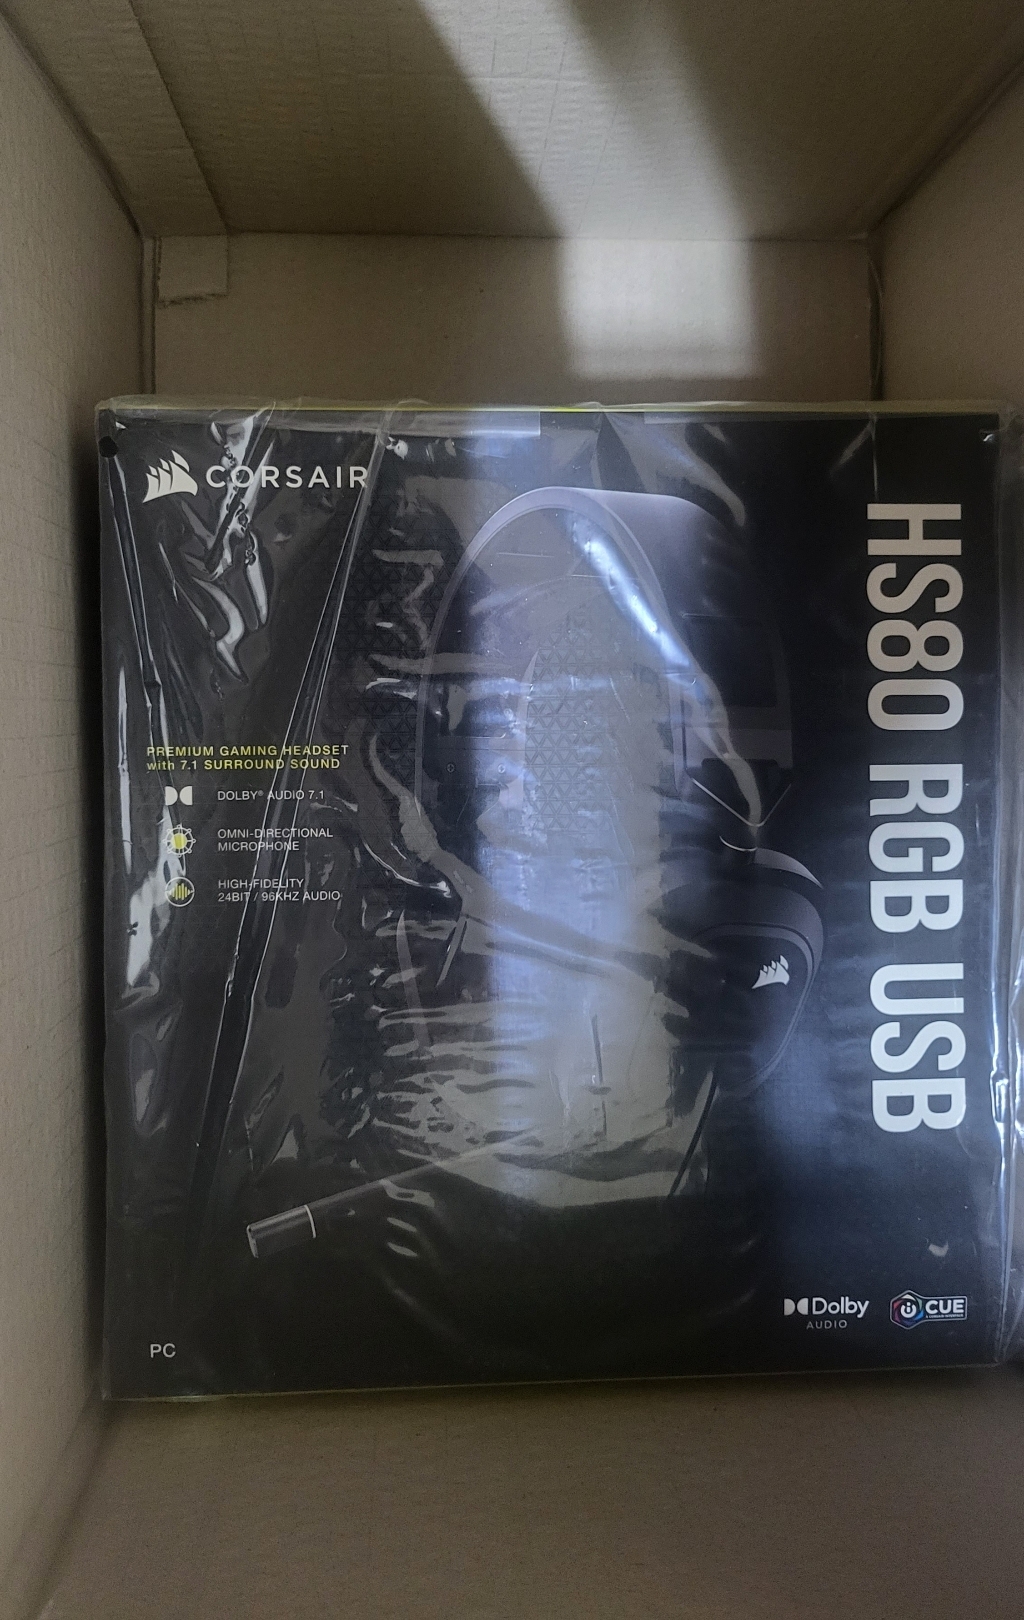 CORSAIR
HS80 RGB USB
PREMIUM GAMING HEADSET
with 7.1 SURROUND SOUND
DOLBY® AUDIO 7.1
OMNI-DIRECTIONAL
MICROPHONE
HIGH-FIDELITY
24BIT / 96KHZ AUDIO
Dolby
AUDIO
CUE
PC